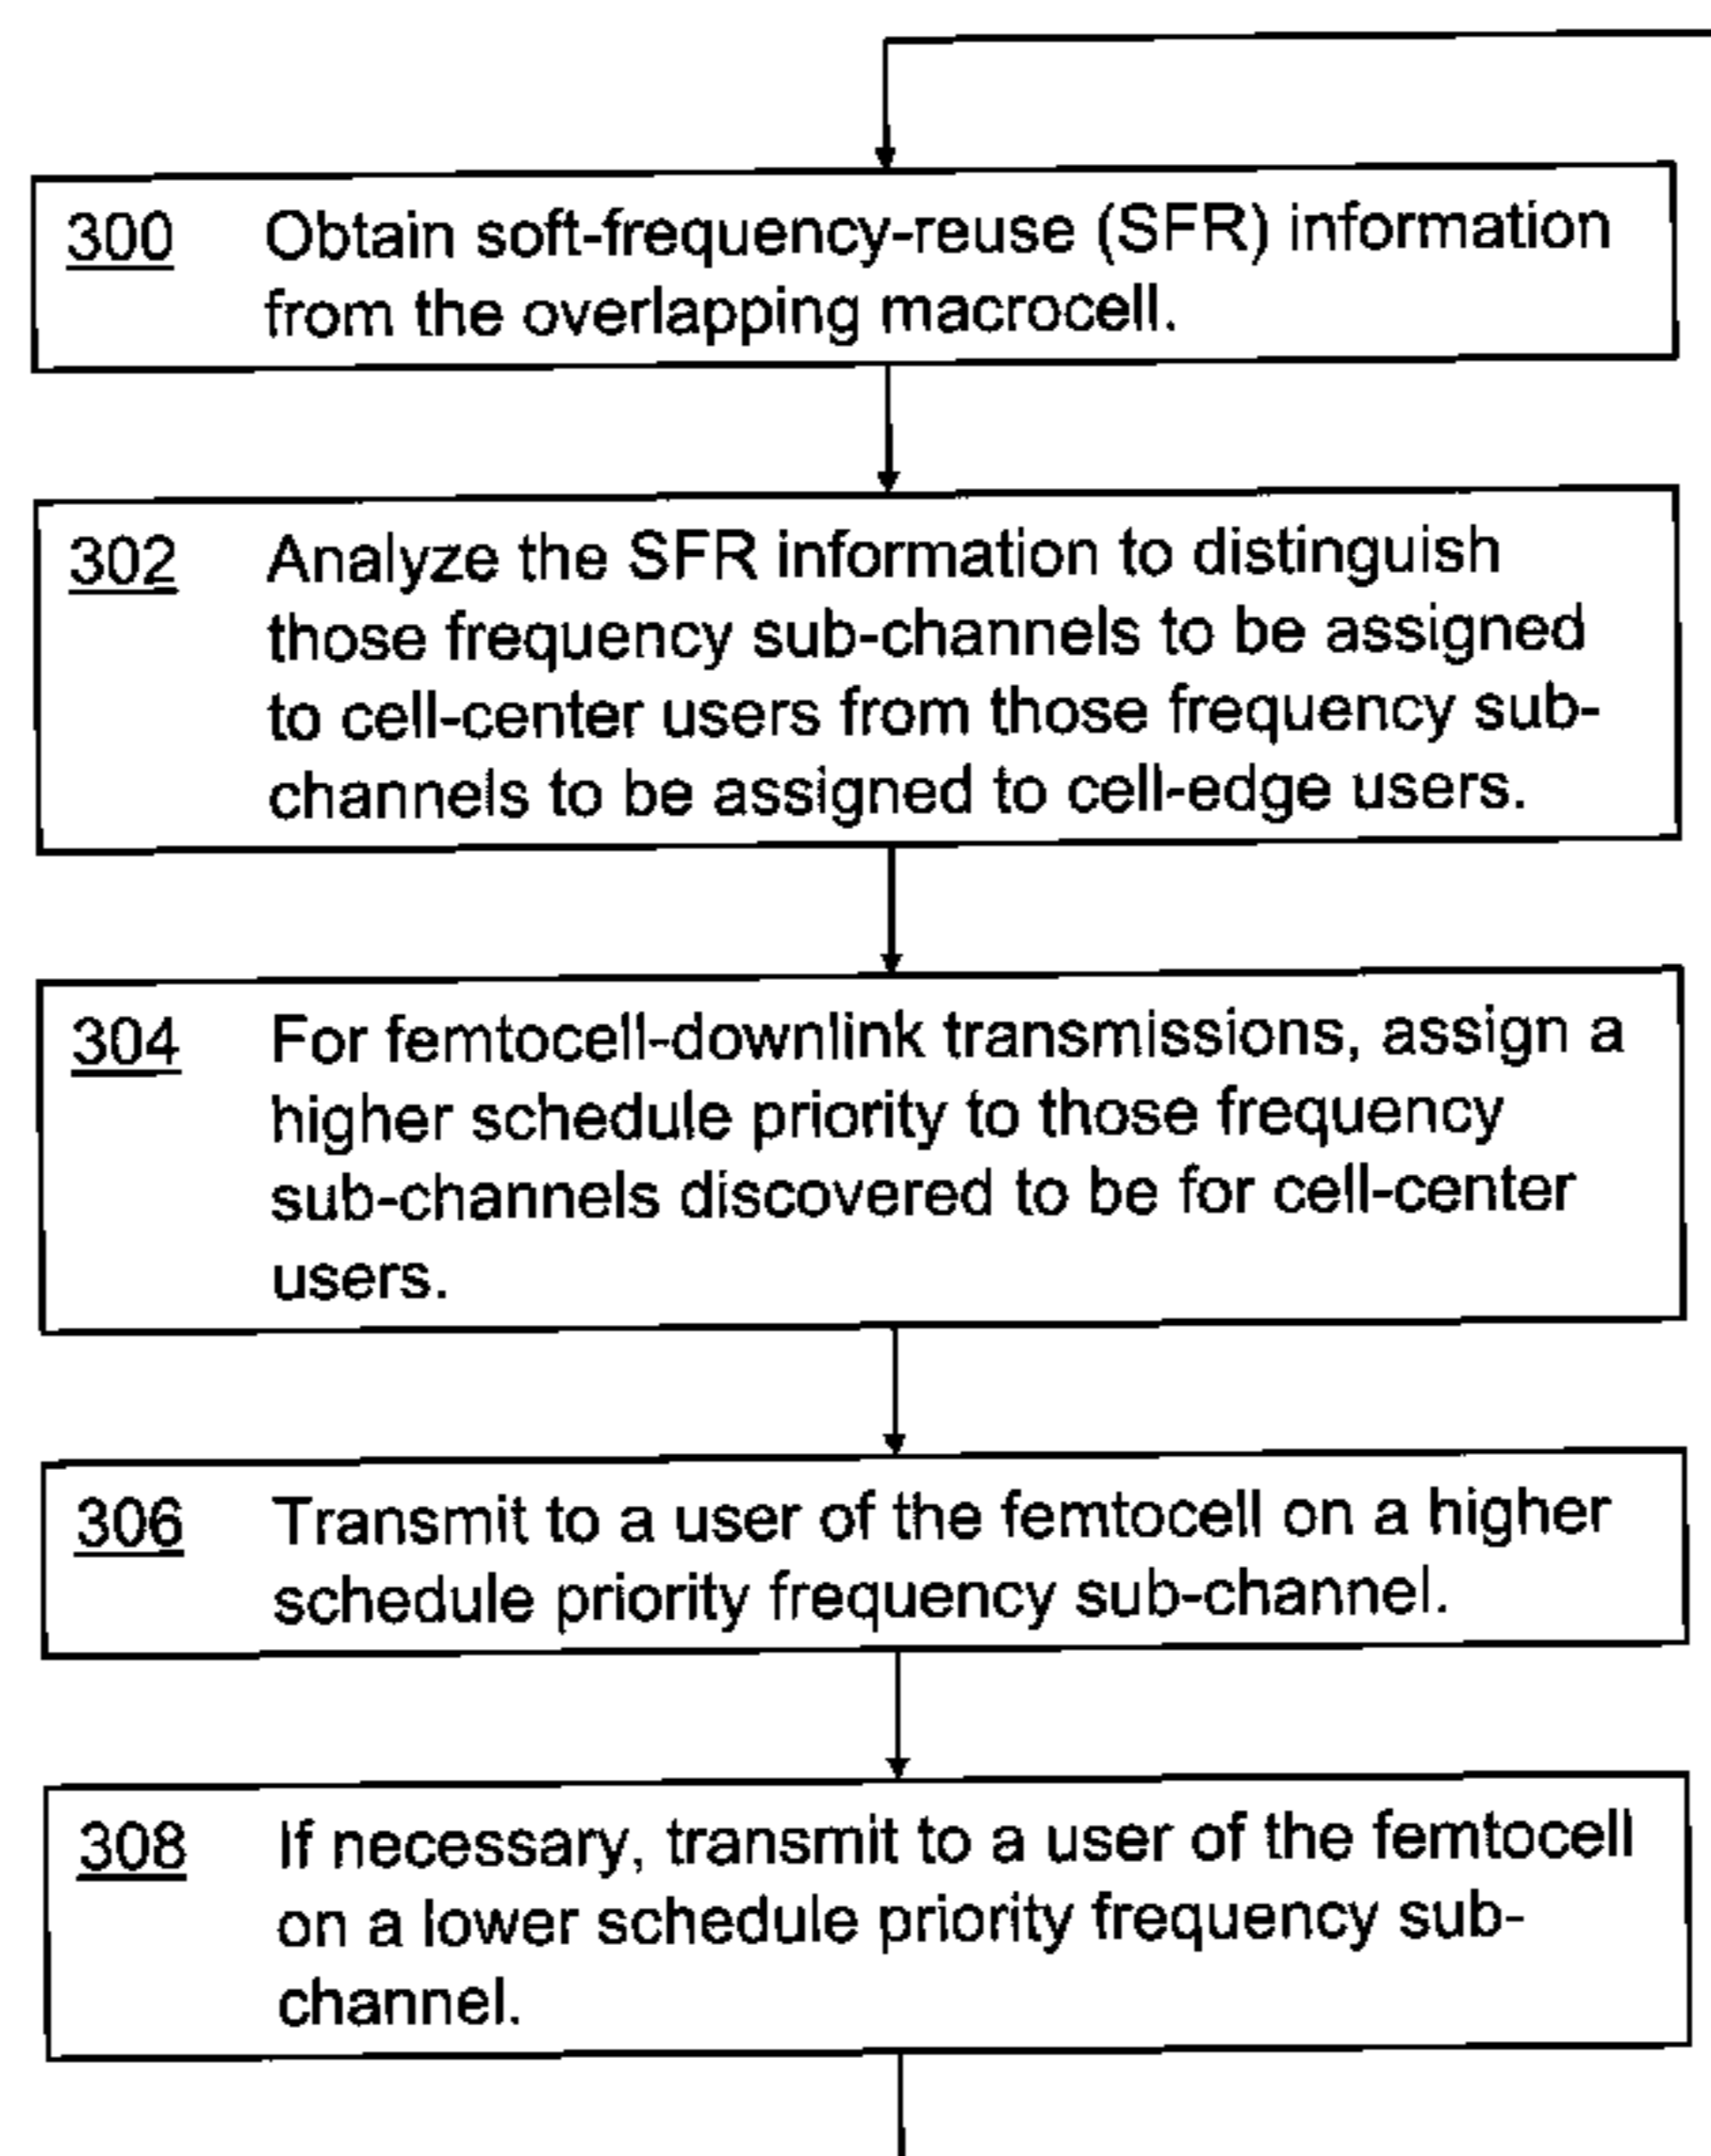 300 Obtain soft-frequency-reuse (SFR) information
from the overlapping macrocell.
302 Analyze the SFR information to distinguish
those frequency sub-channels to be assigned
to cell-center users from those frequency sub-
channels to be assigned to cell-edge users.
304 For femtocell-downlink transmissions, assign a
higher schedule priority to those frequency
sub-channels discovered to be for cell-center
users.
306 Transmit to a user of the femtocell on a higher
schedule priority frequency sub-channel.
308 If necessary, transmit to a user of the femtocell
on a lower schedule priority frequency sub-
channel.